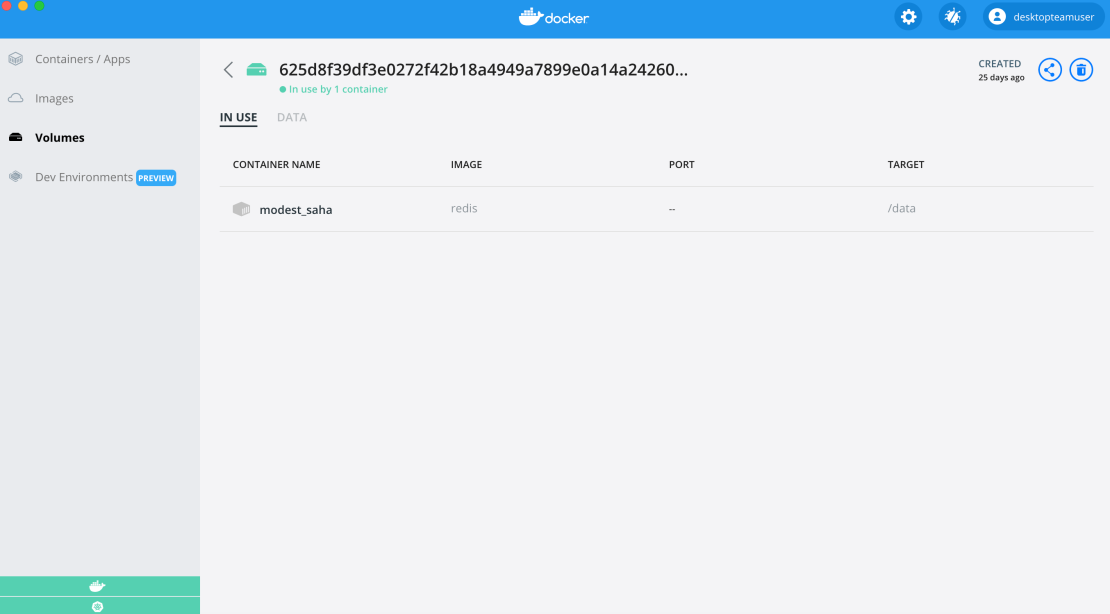 docker
desktopteamuser
Containers / Apps
Images
Volumes
Dev Environments PREVIEW
625d8f39df3e0272f42b18a4949a7899e0a14a24260...
In use by 1 container
CREATED
25 days ago
IN USE DATA
CONTAINER NAME IMAGE PORT TARGET
modest_saha redis -- /data